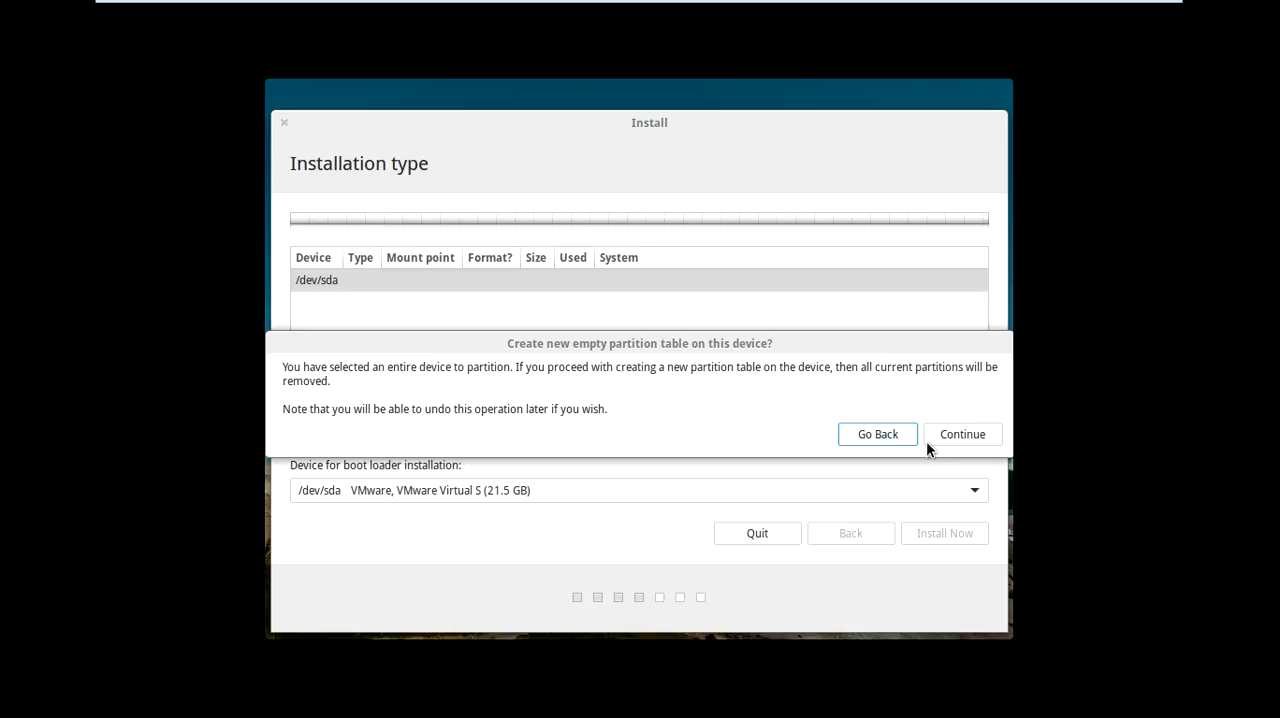 Install
Installation type
Device Type Mount point Format? Size Used System
/dev/sda
Create new empty partition table on this device?
You have selected an entire device to partition. If you proceed with creating a new partition table on the device, then all current partitions will be
removed.
Note that you will be able to undo this operation later if you wish.
Go Back Continue
Device for boot loader installation:
/dev/sda VMware, VMware Virtual S (21.5 GB)
Quit Back Install Now